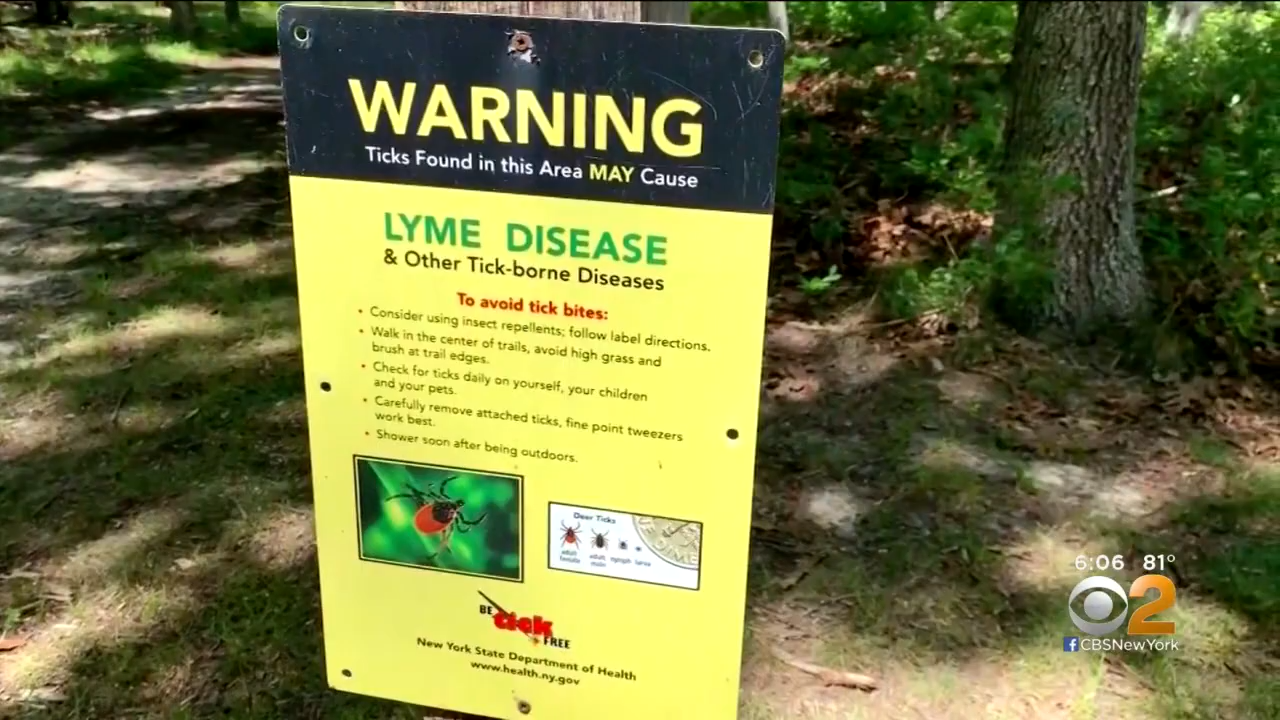 WARNING
Ticks Found in this Area MAY Cause
LYME DISEASE
& Other Tick-borne Diseases
To avoid tick bites:
• Consider using insect repellents; follow label directions.
• Walk in the center of trails, avoid high grass and
brush at trail edges.
• Check for ticks daily on yourself, your children
and your pets.
• Carefully remove attached ticks, fine point tweezers
work best.
• Shower soon after being outdoors.
Deer Ticks
adult
female
adult
male
nymph
larva
DIME
BE tick FREE
New York State Department of Health
www.health.ny.gov
6:06 81°
2
f CBSNewYork